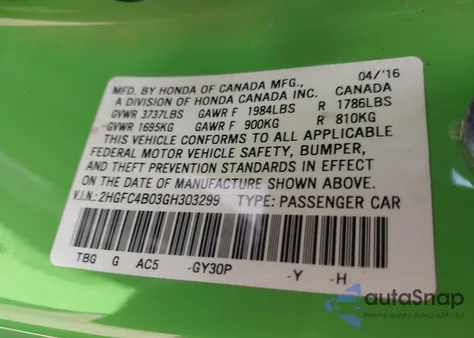 MFD. BY HONDA OF CANADA MFG., 04/'16
A DIVISION OF HONDA CANADA INC. CANADA
GVWR 3737LBS GAWR F 1984LBS R 1786LBS
GVWR 1695KG GAWR F 900KG R 810KG
THIS VEHICLE CONFORMS TO ALL APPLICABLE
FEDERAL MOTOR VEHICLE SAFETY, BUMPER,
AND THEFT PREVENTION STANDARDS IN EFFECT
ON THE DATE OF MANUFACTURE SHOWN ABOVE.
V.I.N.: 2HGFC4B03GH303299 TYPE: PASSENGER CAR
TBG G AC5 -GY30P -Y -H
autoSnap